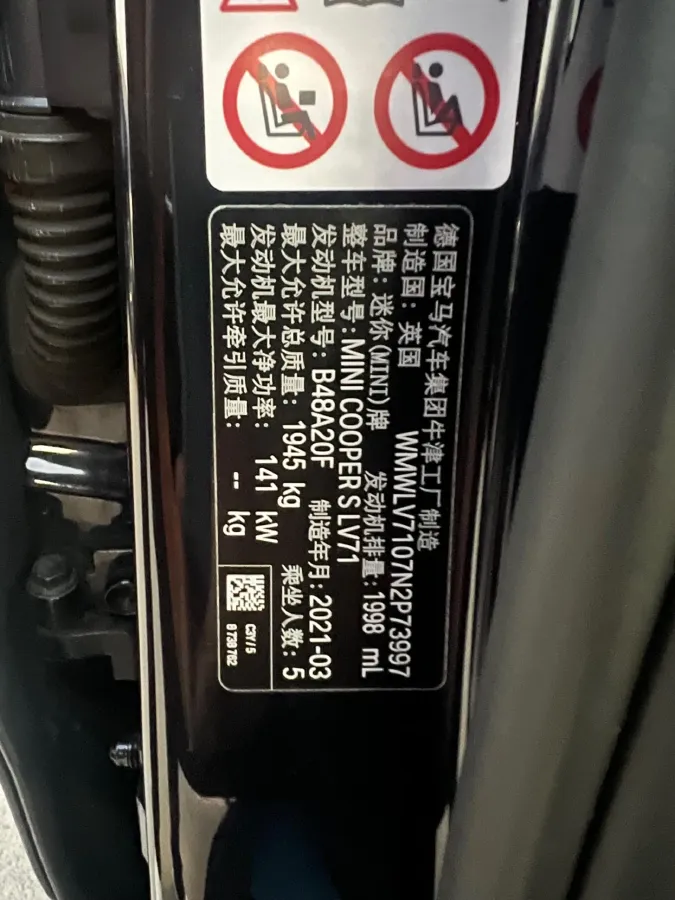 德国宝马汽车集团牛津工厂制造
制造国: 英国 WMWLV7107N2P73997
品牌: 迷你(MINI)牌 发动机排量: 1998 mL
整车型号: MINI COOPER S LV71
发动机型号: B48A20F 制造年月: 2021-03
最大允许总质量: 1945 kg 乘坐人数: 5
发动机最大净功率: 141 kW
最大允许牵引质量: -- kg
C3Y/5